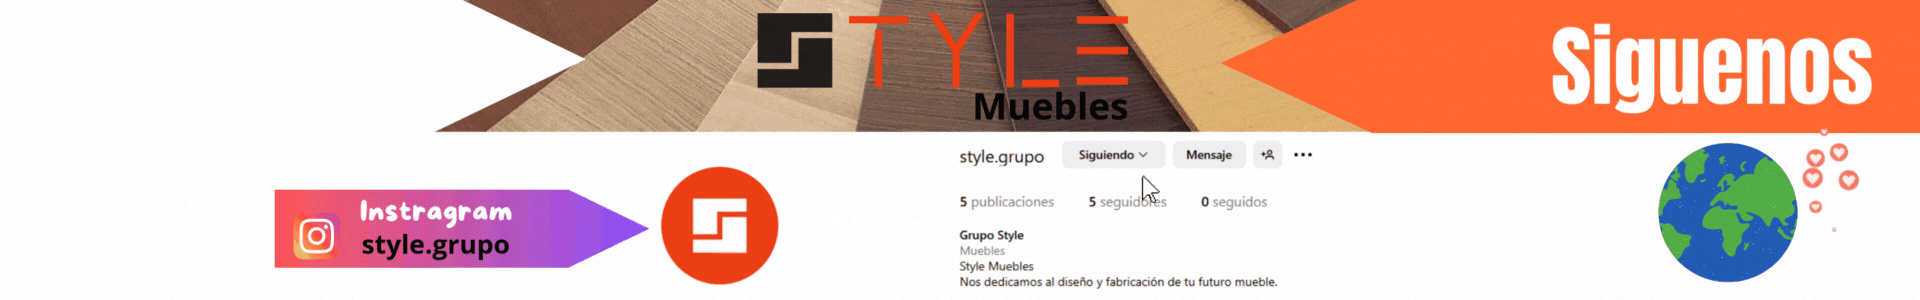 STYLE
Muebles
Siguenos
Instragram
style.grupo
style.grupo Siguiendo Mensaje
5 publicaciones 5 seguidores 0 seguidos
Grupo Style
Muebles
Style Muebles
Nos dedicamos al diseño y fabricación de tu futuro mueble.